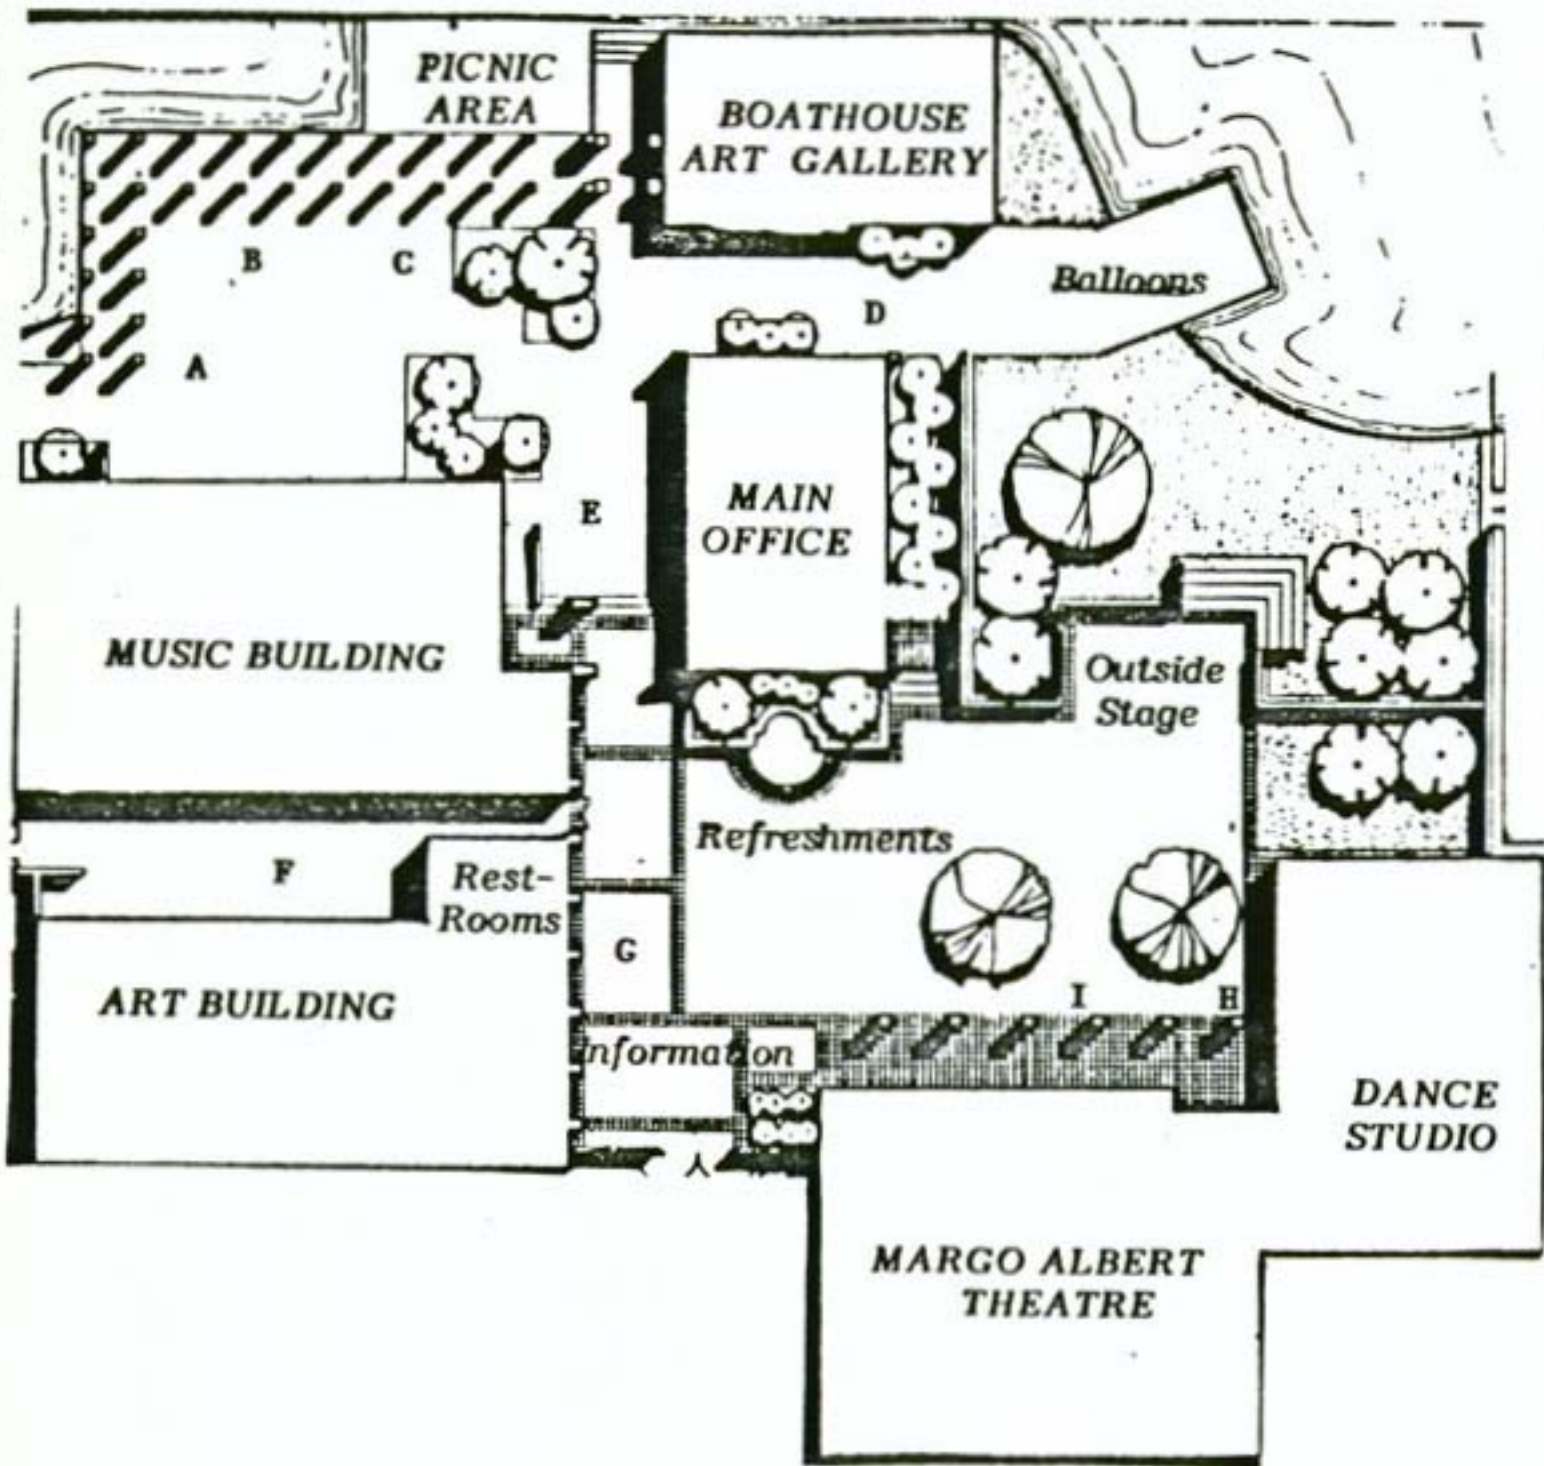 PICNIC
AREA
BOATHOUSE
ART GALLERY
B
C
Balloons
D
A
E
MAIN
OFFICE
MUSIC BUILDING
Outside
Stage
Refreshments
F
Rest-
Rooms
G
ART BUILDING
I
H
Information
DANCE
STUDIO
MARGO ALBERT
THEATRE